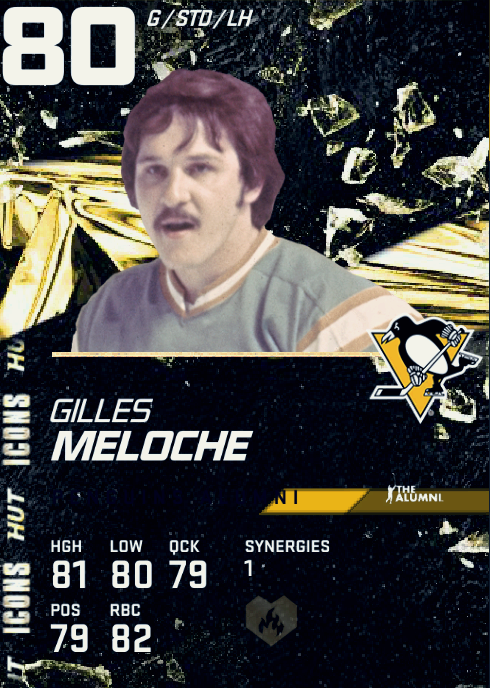 80
G/STD/LH
HUT
ICONS
HUT
ICONS
GILLES
MELOCHE
THE
ALUMNI
HGH LOW QCK SYNERGIES
81 80 79 1
POS RBC
79 82